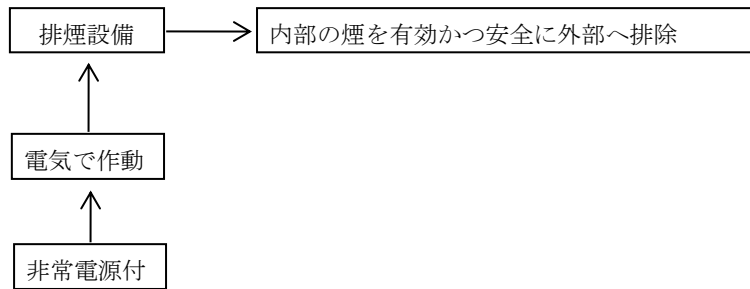 排煙設備
内部の煙を有効かつ安全に外部へ排除
電気で作動
非常電源付